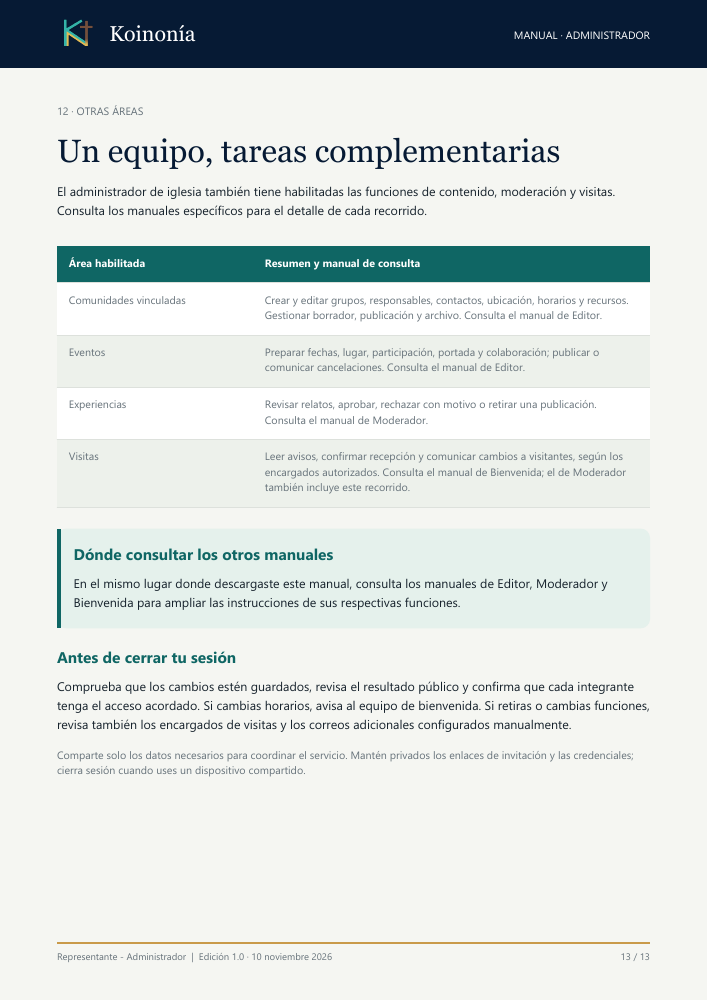 Koinonía
MANUAL · ADMINISTRADOR
12 · OTRAS ÁREAS
Un equipo, tareas complementarias
El administrador de iglesia también tiene habilitadas las funciones de contenido, moderación y visitas.
Consulta los manuales específicos para el detalle de cada recorrido.
Área habilitada
Resumen y manual de consulta
Comunidades vinculadas
Crear y editar grupos, responsables, contactos, ubicación, horarios y recursos.
Gestionar borrador, publicación y archivo. Consulta el manual de Editor.
Eventos
Preparar fechas, lugar, participación, portada y colaboración; publicar o
comunicar cancelaciones. Consulta el manual de Editor.
Experiencias
Revisar relatos, aprobar, rechazar con motivo o retirar una publicación.
Consulta el manual de Moderador.
Visitas
Leer avisos, confirmar recepción y comunicar cambios a visitantes, según los
encargados autorizados. Consulta el manual de Bienvenida; el de Moderador
también incluye este recorrido.
Dónde consultar los otros manuales
En el mismo lugar donde descargaste este manual, consulta los manuales de Editor, Moderador y
Bienvenida para ampliar las instrucciones de sus respectivas funciones.
Antes de cerrar tu sesión
Comprueba que los cambios estén guardados, revisa el resultado público y confirma que cada integrante
tenga el acceso acordado. Si cambias horarios, avisa al equipo de bienvenida. Si retiras o cambias funciones,
revisa también los encargados de visitas y los correos adicionales configurados manualmente.
Comparte solo los datos necesarios para coordinar el servicio. Mantén privados los enlaces de invitación y las credenciales;
cierra sesión cuando uses un dispositivo compartido.
Representante - Administrador | Edición 1.0 · 10 noviembre 2026
13 / 13